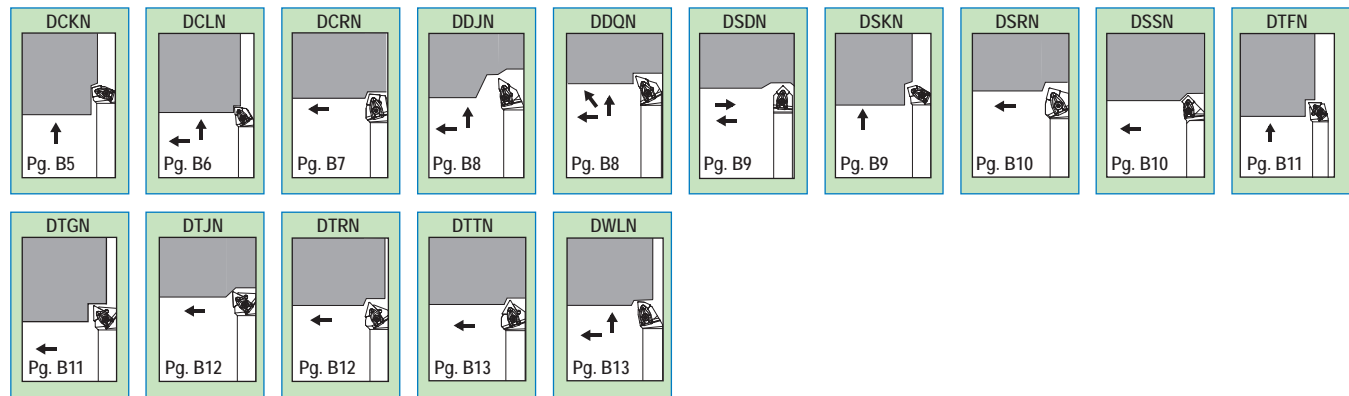 DCKN
Pg. B5
DCLN
Pg. B6
DCRN
Pg. B7
DDJN
Pg. B8
DDQN
Pg. B8
DSDN
Pg. B9
DSKN
Pg. B9
DSRN
Pg. B10
DSSN
Pg. B10
DTFN
Pg. B11
DTGN
Pg. B11
DTJN
Pg. B12
DTRN
Pg. B12
DTTN
Pg. B13
DWLN
Pg. B13